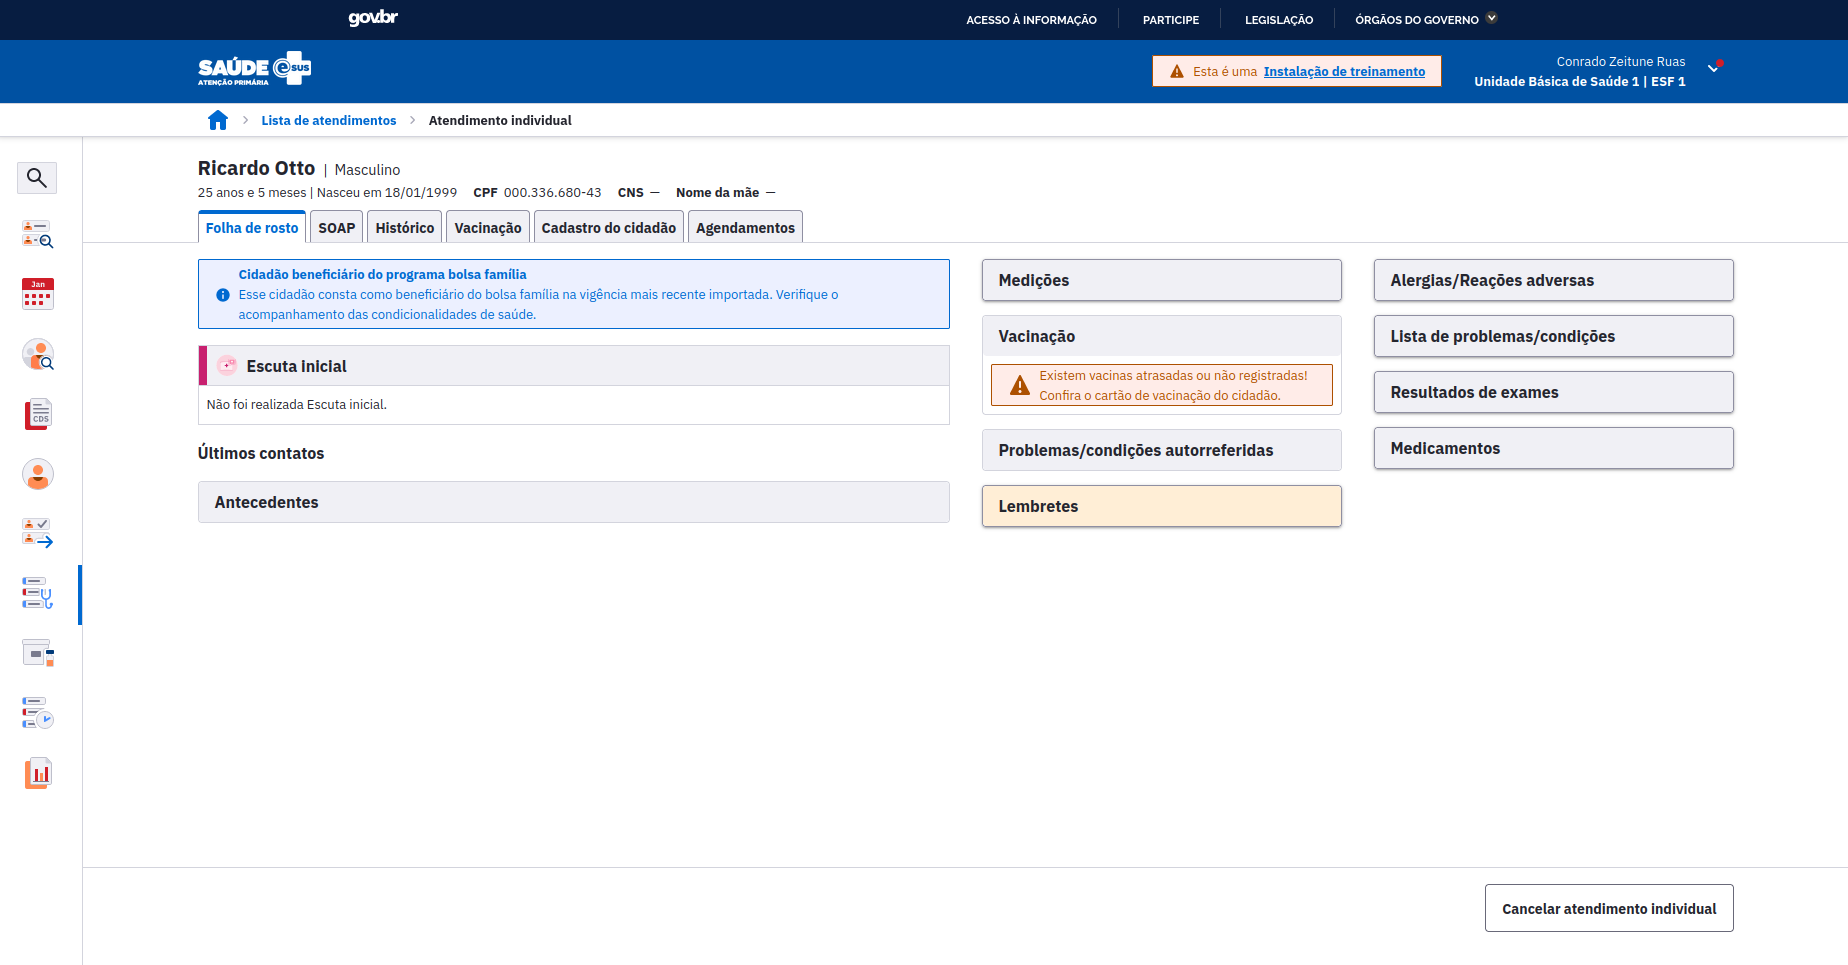 gov.br
ACESSO À INFORMAÇÃO
PARTICIPE
LEGISLAÇÃO
ÓRGÃOS DO GOVERNO
SAÚDE e SUS
ATENÇÃO PRIMÁRIA
Esta é uma Instalação de treinamento
Conrado Zeitune Ruas
Unidade Básica de Saúde 1 | ESF 1
Lista de atendimentos
Atendimento individual
Ricardo Otto | Masculino
25 anos e 5 meses | Nasceu em 18/01/1999 CPF 000.336.680-43 CNS — Nome da mãe —
Folha de rosto
SOAP
Histórico
Vacinação
Cadastro do cidadão
Agendamentos
Cidadão beneficiário do programa bolsa família
Esse cidadão consta como beneficiário do bolsa família na vigência mais recente importada. Verifique o
acompanhamento das condicionalidades de saúde.
Escuta inicial
Não foi realizada Escuta inicial.
Últimos contatos
Antecedentes
Medições
Vacinação
Existem vacinas atrasadas ou não registradas!
Confira o cartão de vacinação do cidadão.
Problemas/condições autorreferidas
Lembretes
Alergias/Reações adversas
Lista de problemas/condições
Resultados de exames
Medicamentos
Jan
CDS
Cancelar atendimento individual